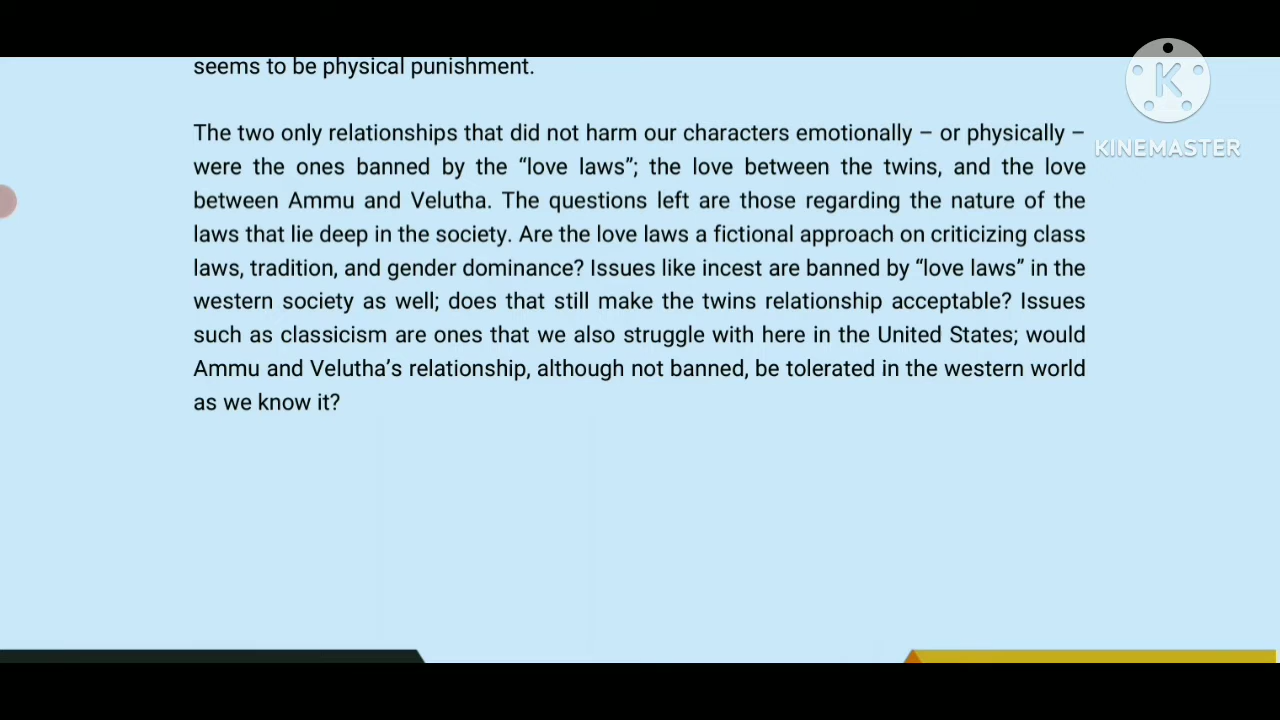 seems to be physical punishment.
K
KINEMASTER
The two only relationships that did not harm our characters emotionally – or physically –
were the ones banned by the “love laws”; the love between the twins, and the love
between Ammu and Velutha. The questions left are those regarding the nature of the
laws that lie deep in the society. Are the love laws a fictional approach on criticizing class
laws, tradition, and gender dominance? Issues like incest are banned by “love laws” in the
western society as well; does that still make the twins relationship acceptable? Issues
such as classicism are ones that we also struggle with here in the United States; would
Ammu and Velutha’s relationship, although not banned, be tolerated in the western world
as we know it?